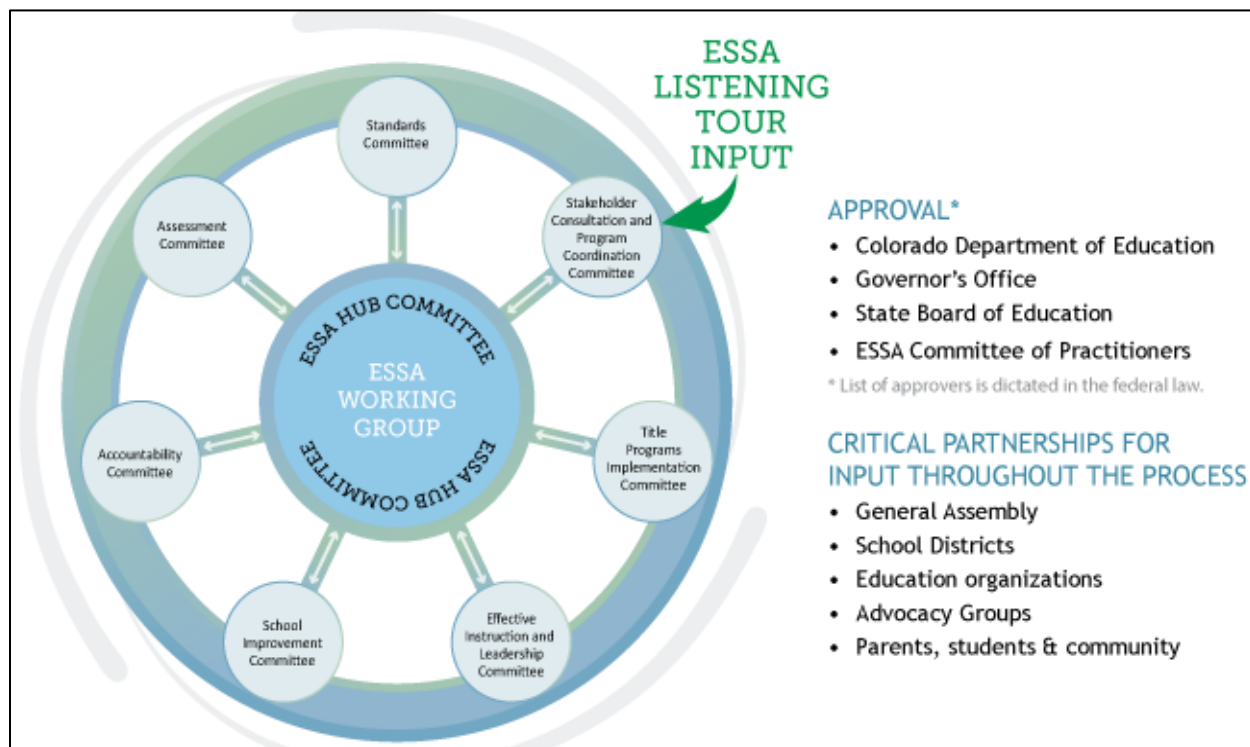 ESSA
LISTENING
TOUR
INPUT
Standards
Committee
Stakeholder
Consultation and
Program
Coordination
Committee
Assessment
Committee
ESSA HUB COMMITTEE
ESSA
WORKING
GROUP
ESSA HUB COMMITTEE
Accountability
Committee
Title
Programs
Implementation
Committee
School
Improvement
Committee
Effective
Instruction and
Leadership
Committee
APPROVAL*
• Colorado Department of Education
• Governor's Office
• State Board of Education
• ESSA Committee of Practitioners
* List of approvers is dictated in the federal law.
CRITICAL PARTNERSHIPS FOR
INPUT THROUGHOUT THE PROCESS
• General Assembly
• School Districts
• Education organizations
• Advocacy Groups
• Parents, students & community